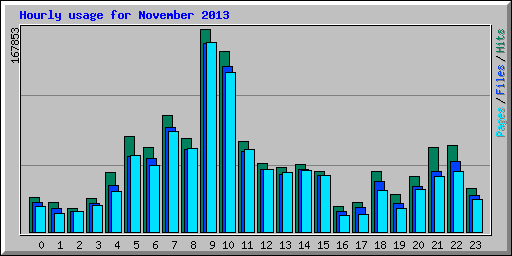 Hourly usage for November 2013
167853
Pages/Files/Hits
0 1 2 3 4 5 6 7 8 9 10 11 12 13 14 15 16 17 18 19 20 21 22 23